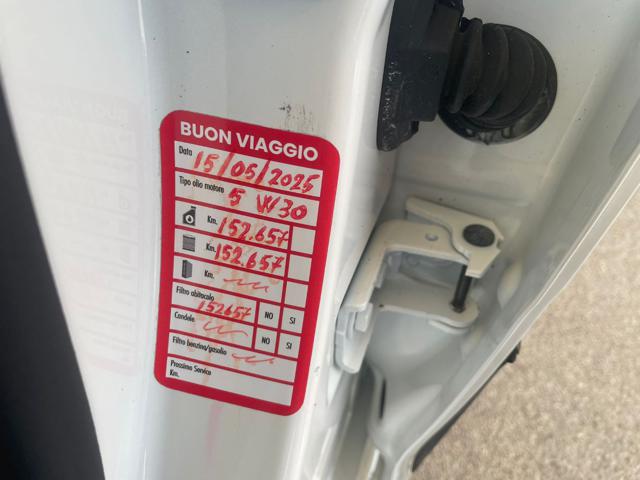 BUON VIAGGIO
Data 15/05/2025
Tipo olio motore 5 W30
Km. 152.657
Km. 152.657
Km.
Filtro abitacolo 152657 NO SI
Candele NO SI
Filtro benzina/gasolio
Prossimo Service
Km.